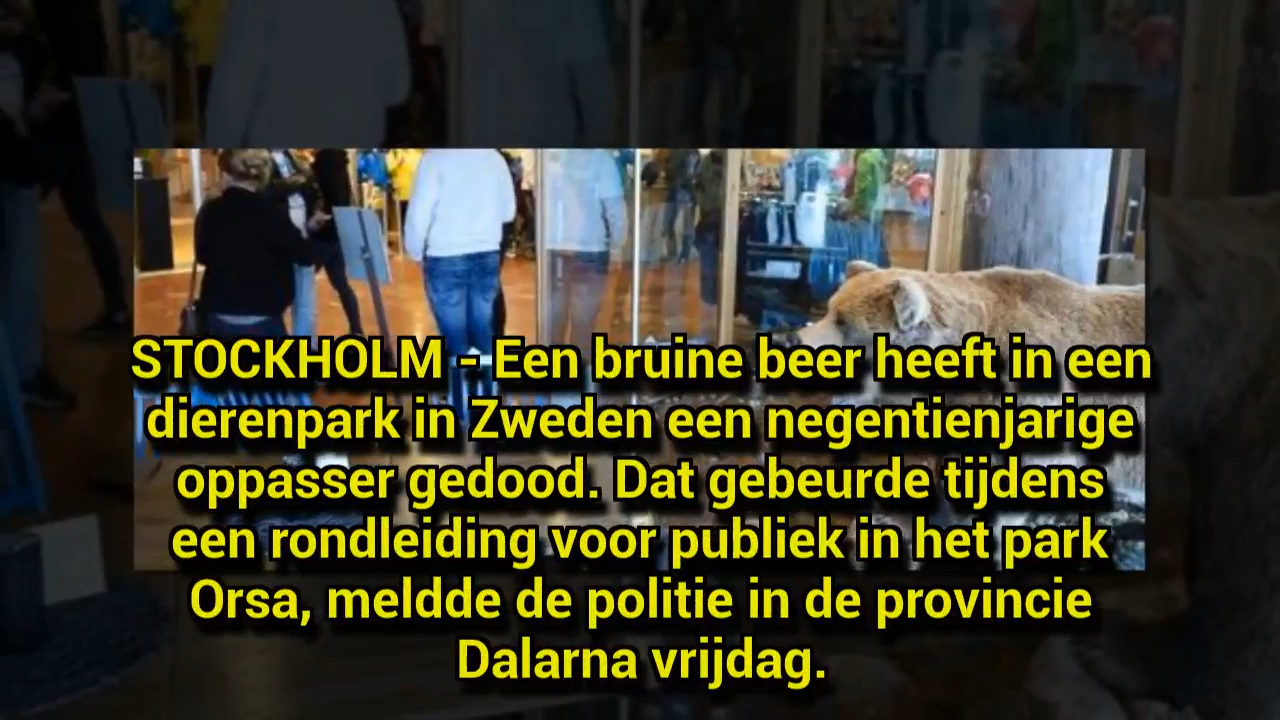 STOCKHOLM - Een bruine beer heeft in een
dierenpark in Zweden een negentienjarige
oppasser gedood. Dat gebeurde tijdens
een rondleiding voor publiek in het park
Orsa, meldde de politie in de provincie
Dalarna vrijdag.